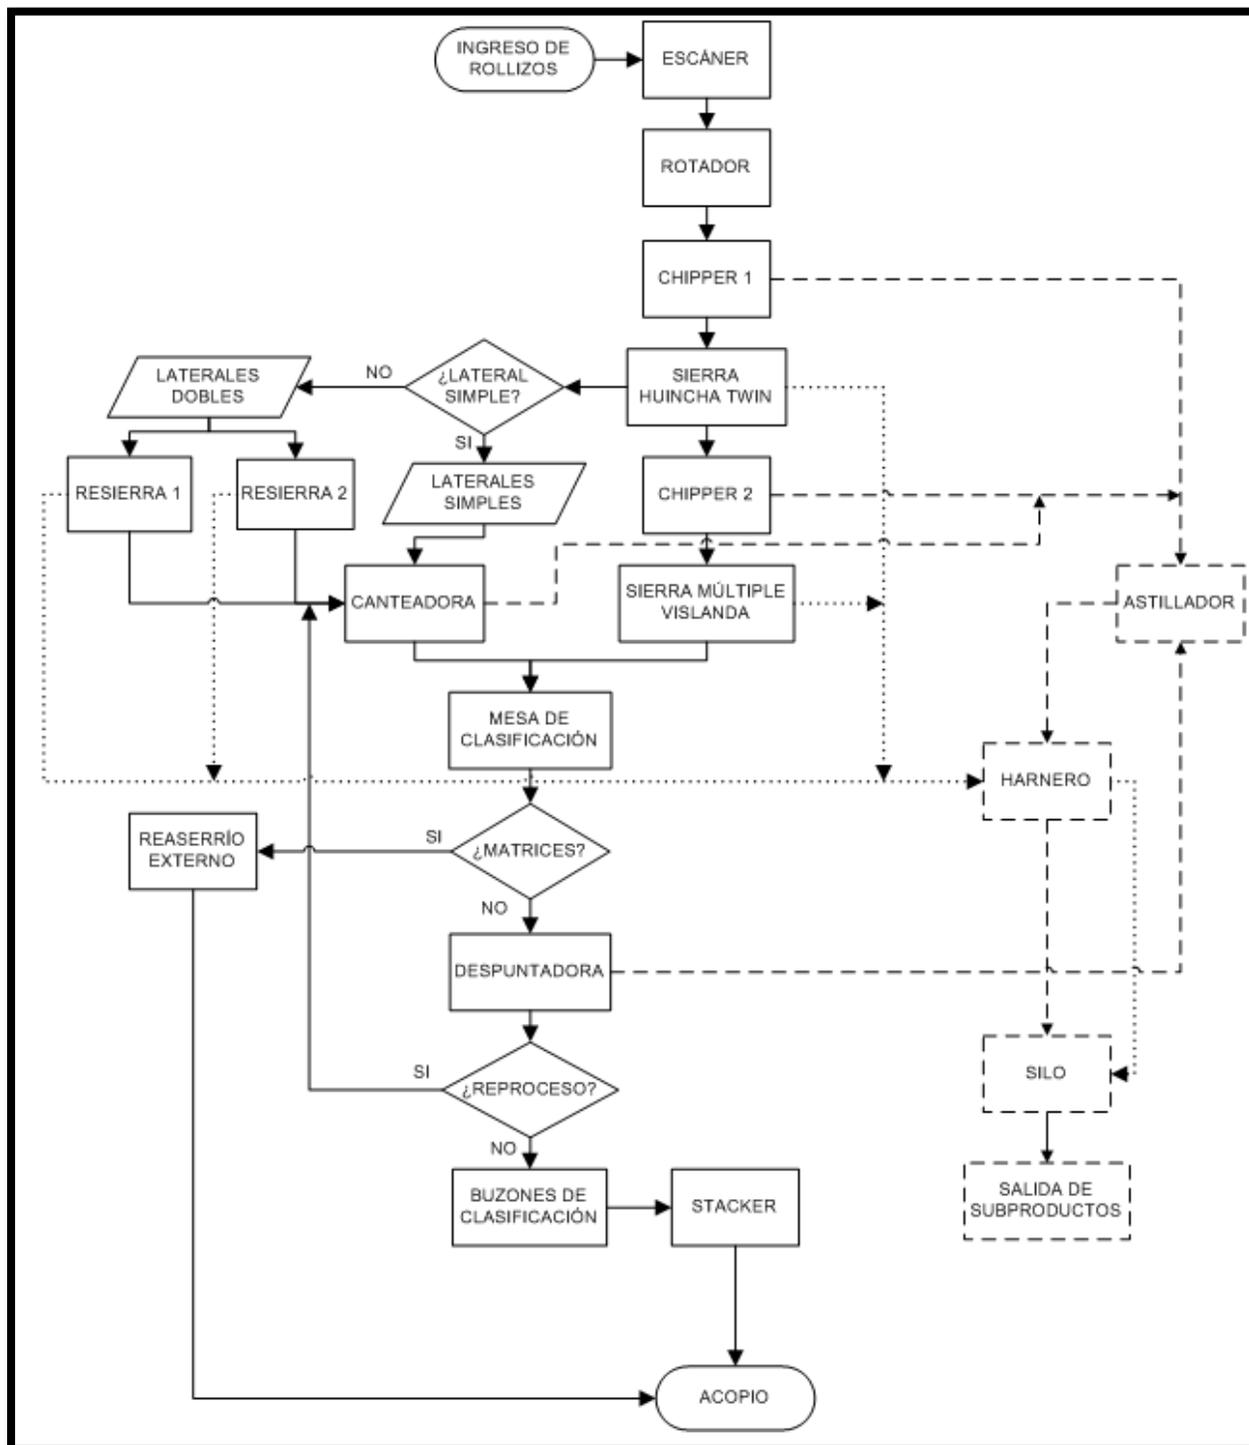 INGRESO DE
ROLLIZOS
ESCÁNER
ROTADOR
CHIPPER 1
LATERALES
DOBLES
NO
¿LATERAL
SIMPLE?
SIERRA
HUINCHA TWIN
SI
RESIERRA 1
RESIERRA 2
LATERALES
SIMPLES
CHIPPER 2
CANTEADORA
SIERRA MÚLTIPLE
VISLANDA
ASTILLADOR
MESA DE
CLASIFICACIÓN
HARNERO
REASERRÍO
EXTERNO
SI
¿MATRICES?
NO
DESPUNTADORA
SI
¿REPROCESO?
SILO
NO
BUZONES DE
CLASIFICACIÓN
STACKER
SALIDA DE
SUBPRODUCTOS
ACOPIO